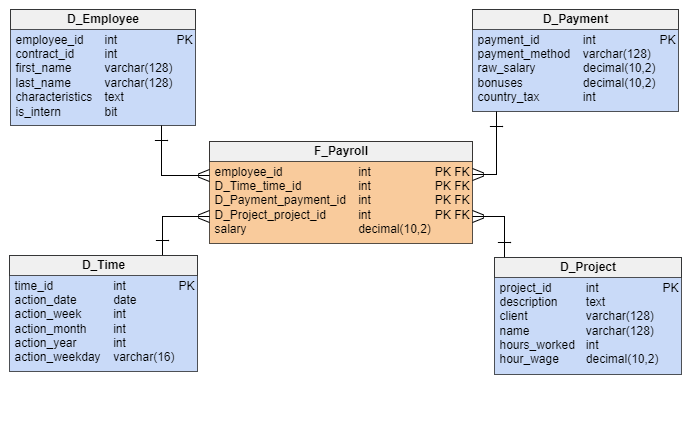 D_Employee
employee_id int PK
contract_id int
first_name varchar(128)
last_name varchar(128)
characteristics text
is_intern bit
D_Payment
payment_id int PK
payment_method varchar(128)
raw_salary decimal(10,2)
bonuses decimal(10,2)
country_tax int
F_Payroll
employee_id int PK FK
D_Time_time_id int PK FK
D_Payment_payment_id int PK FK
D_Project_project_id int PK FK
salary decimal(10,2)
D_Time
time_id int PK
action_date date
action_week int
action_month int
action_year int
action_weekday varchar(16)
D_Project
project_id int PK
description text
client varchar(128)
name varchar(128)
hours_worked int
hour_wage decimal(10,2)